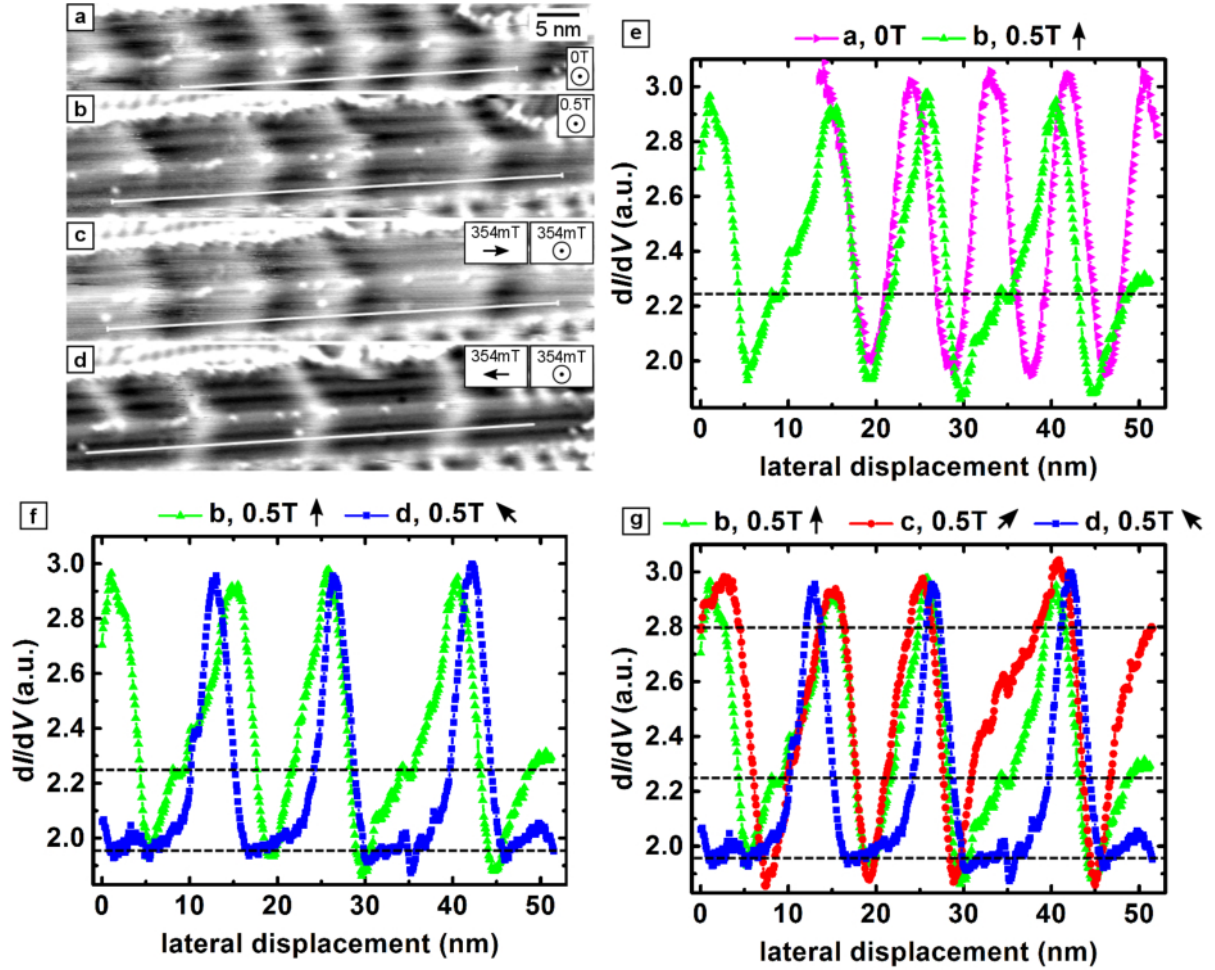 a
5 nm
0T
b
0.5T
c
354mT 354mT
d
354mT 354mT
e
a, 0T b, 0.5T
3.0
2.8
2.6
2.4
2.2
2.0
dI/dV (a.u.)
0 10 20 30 40 50
lateral displacement (nm)
f
b, 0.5T d, 0.5T
3.0
2.8
2.6
2.4
2.2
2.0
dI/dV (a.u.)
0 10 20 30 40 50
lateral displacement (nm)
g
b, 0.5T c, 0.5T d, 0.5T
3.0
2.8
2.6
2.4
2.2
2.0
dI/dV (a.u.)
0 10 20 30 40 50
lateral displacement (nm)